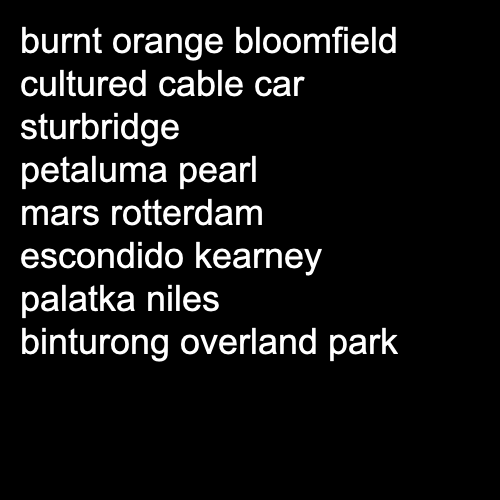 burnt orange bloomfield
cultured cable car
sturbridge
petaluma pearl
mars rotterdam
escondido kearney
palatka niles
binturong overland park